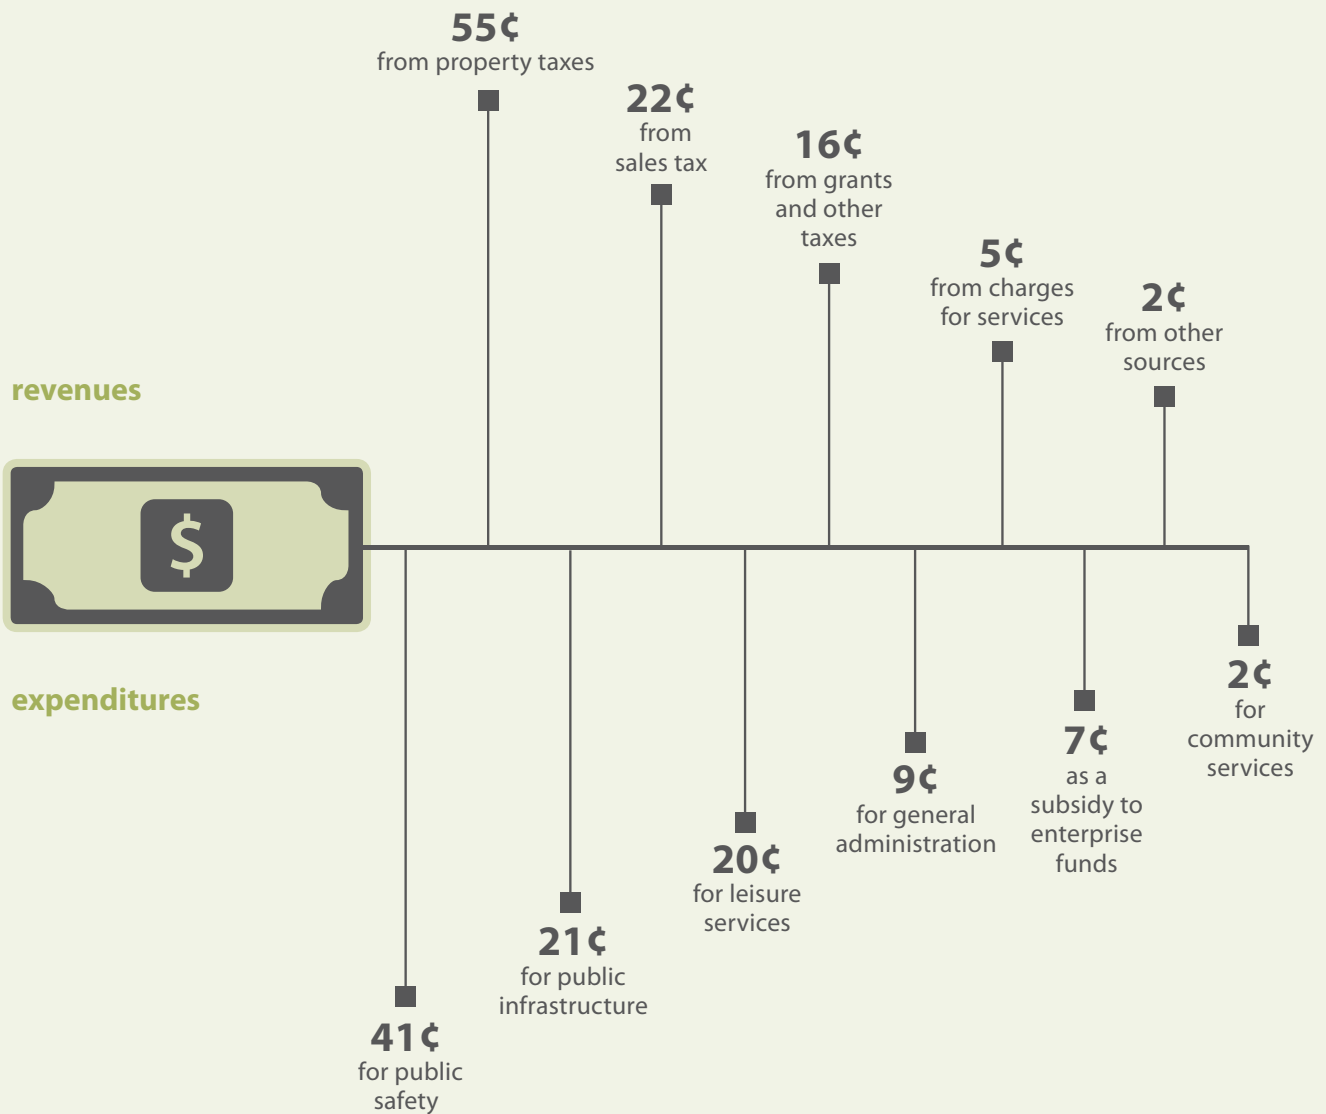 55¢
from property taxes
22¢
from
sales tax
16¢
from grants
and other
taxes
5¢
from charges
for services
2¢
from other
sources
revenues
$
expenditures
41¢
for public
safety
21¢
for public
infrastructure
20¢
for leisure
services
9¢
for general
administration
7¢
as a
subsidy to
enterprise
funds
2¢
for
community
services